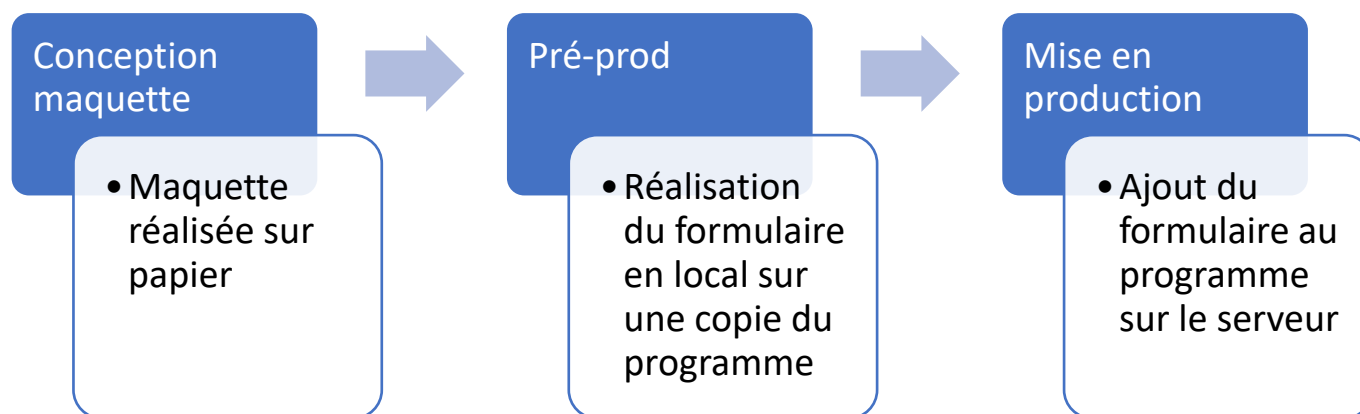 Conception
maquette
• Maquette
réalisée sur
papier
Pré-prod
• Réalisation
du formulaire
en local sur
une copie du
programme
Mise en
production
• Ajout du
formulaire au
programme
sur le serveur